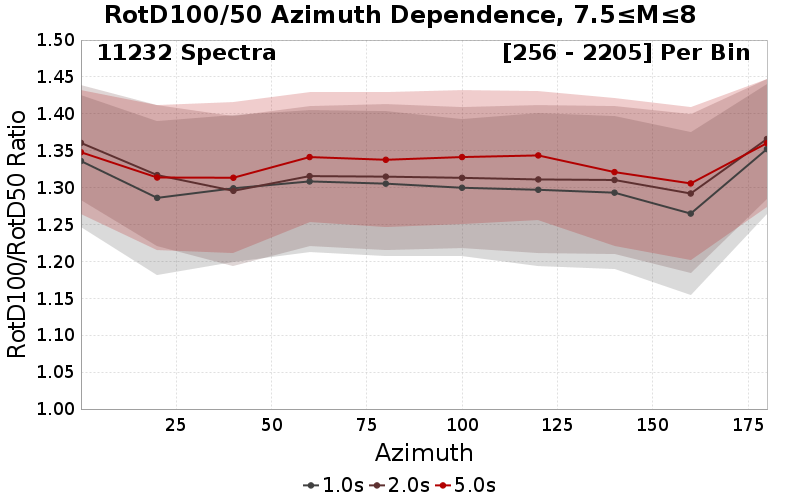 RotD100/50 Azimuth Dependence, 7.5≤M≤8
11232 Spectra
[256 - 2205] Per Bin
RotD100/RotD50 Ratio
1.50
1.45
1.40
1.35
1.30
1.25
1.20
1.15
1.10
1.05
1.00
25 50 75 100 125 150 175
Azimuth
1.0s 2.0s 5.0s